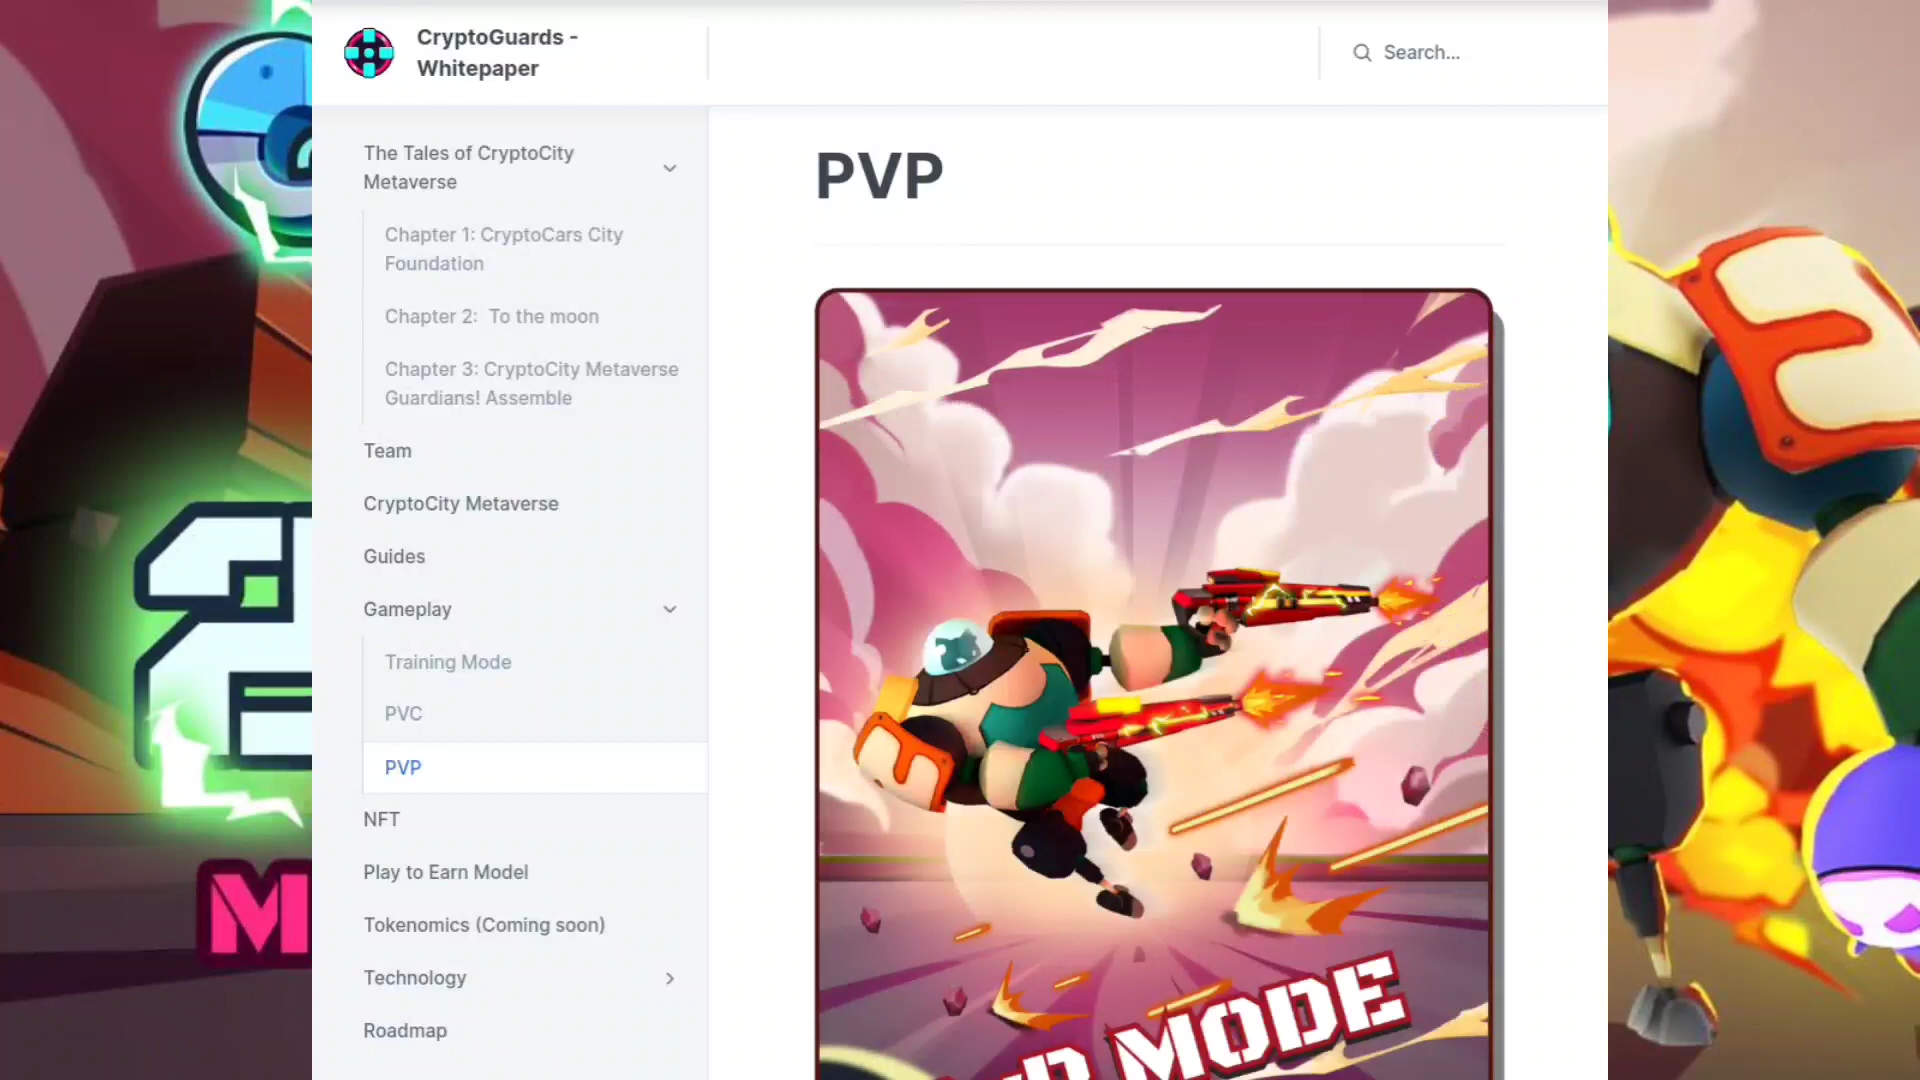 CryptoGuards -
Whitepaper
Search...
The Tales of CryptoCity
Metaverse
Chapter 1: CryptoCars City
Foundation
Chapter 2: To the moon
Chapter 3: CryptoCity Metaverse
Guardians! Assemble
Team
CryptoCity Metaverse
Guides
Gameplay
Training Mode
PVC
PVP
NFT
Play to Earn Model
Tokenomics (Coming soon)
Technology
Roadmap
PVP
MODE
2
M